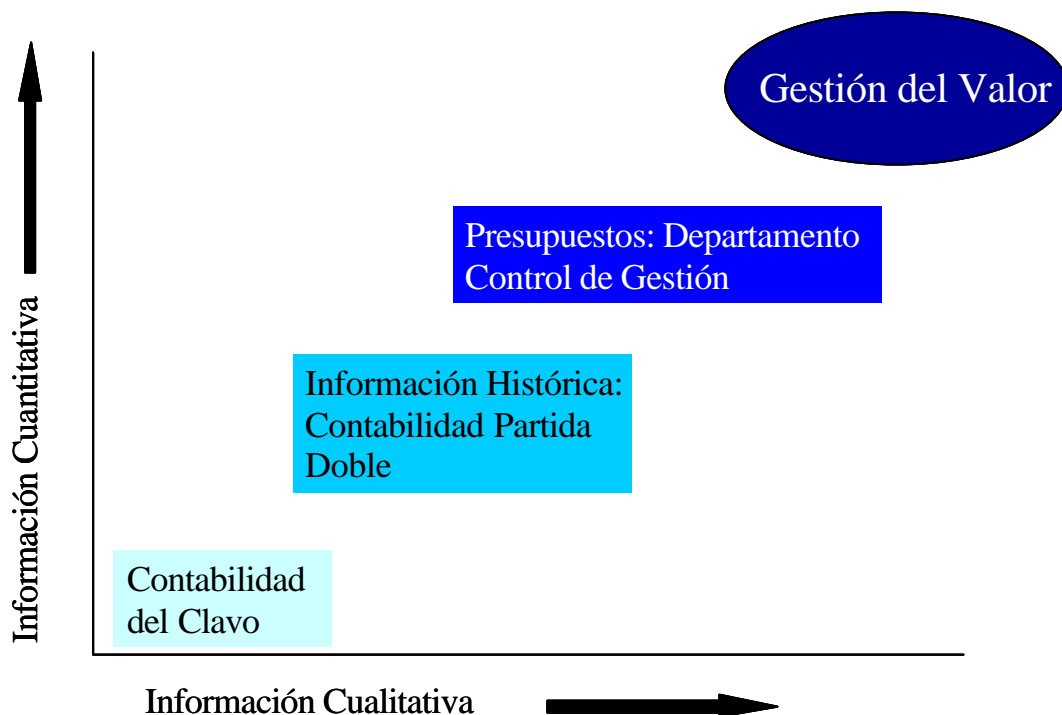 Gestión del Valor
Presupuestos: Departamento
Control de Gestión
Información Histórica:
Contabilidad Partida
Doble
Contabilidad
del Clavo
Información Cuantitativa
Información Cualitativa